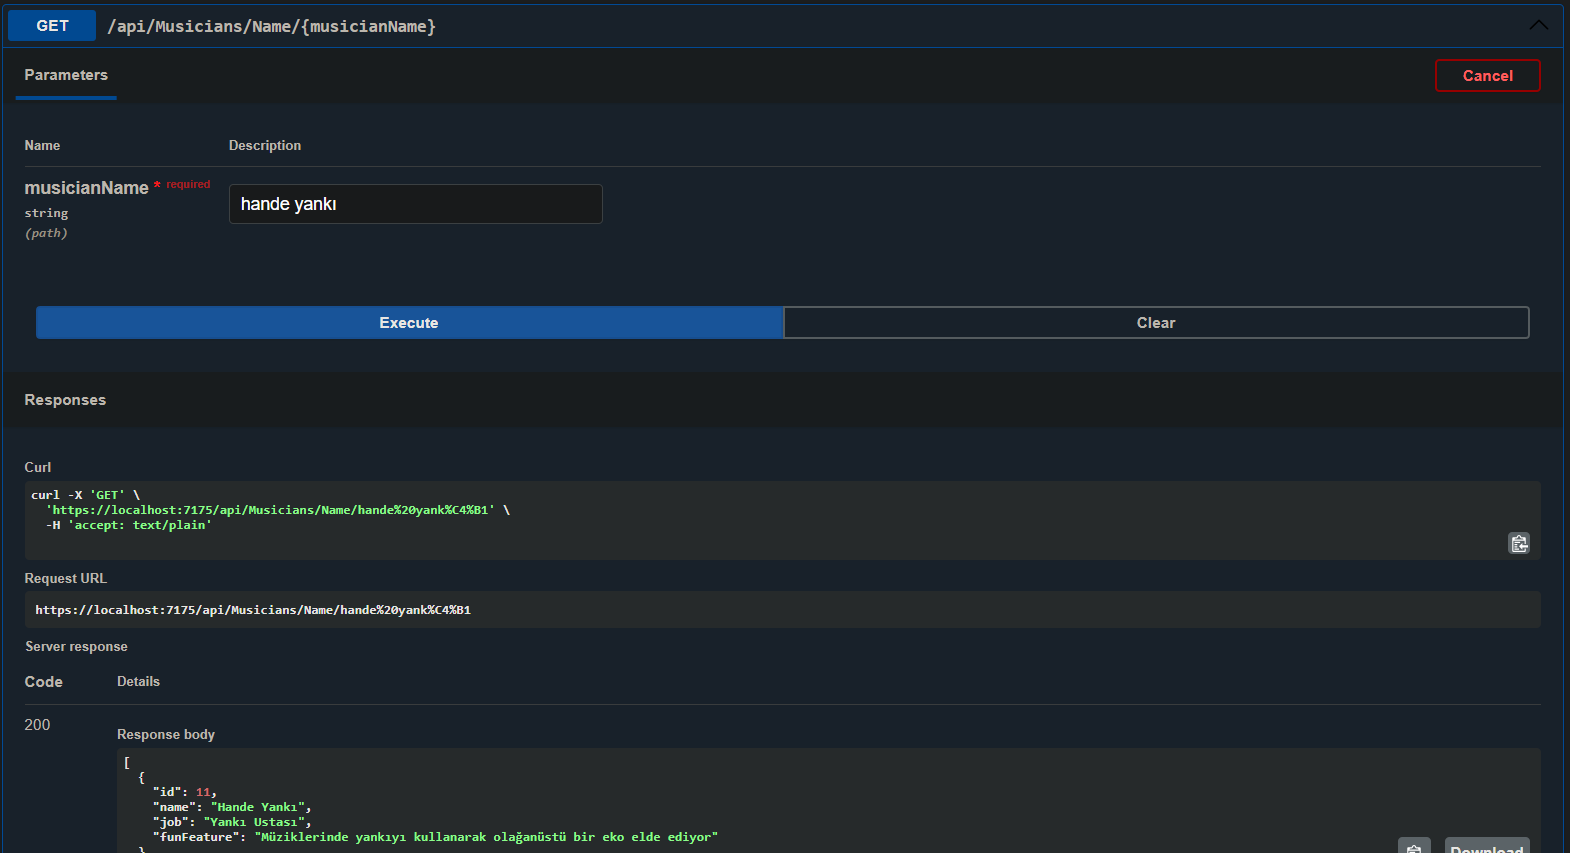 GET /api/Musicians/Name/{musicianName}
Parameters
Cancel
Name Description
musicianName * required
string
(path)
hande yankı
Execute Clear
Responses
Curl
curl -X 'GET' \
'https://localhost:7175/api/Musicians/Name/hande%20yank%C4%B1' \
-H 'accept: text/plain'
Request URL
https://localhost:7175/api/Musicians/Name/hande%20yank%C4%B1
Server response
Code Details
200
Response body
[
{
"id": 11,
"name": "Hande Yankı",
"job": "Yankı Ustası",
"funFeature": "Müziklerinde yankıyı kullanarak olağanüstü bir eko elde ediyor"
}
Download